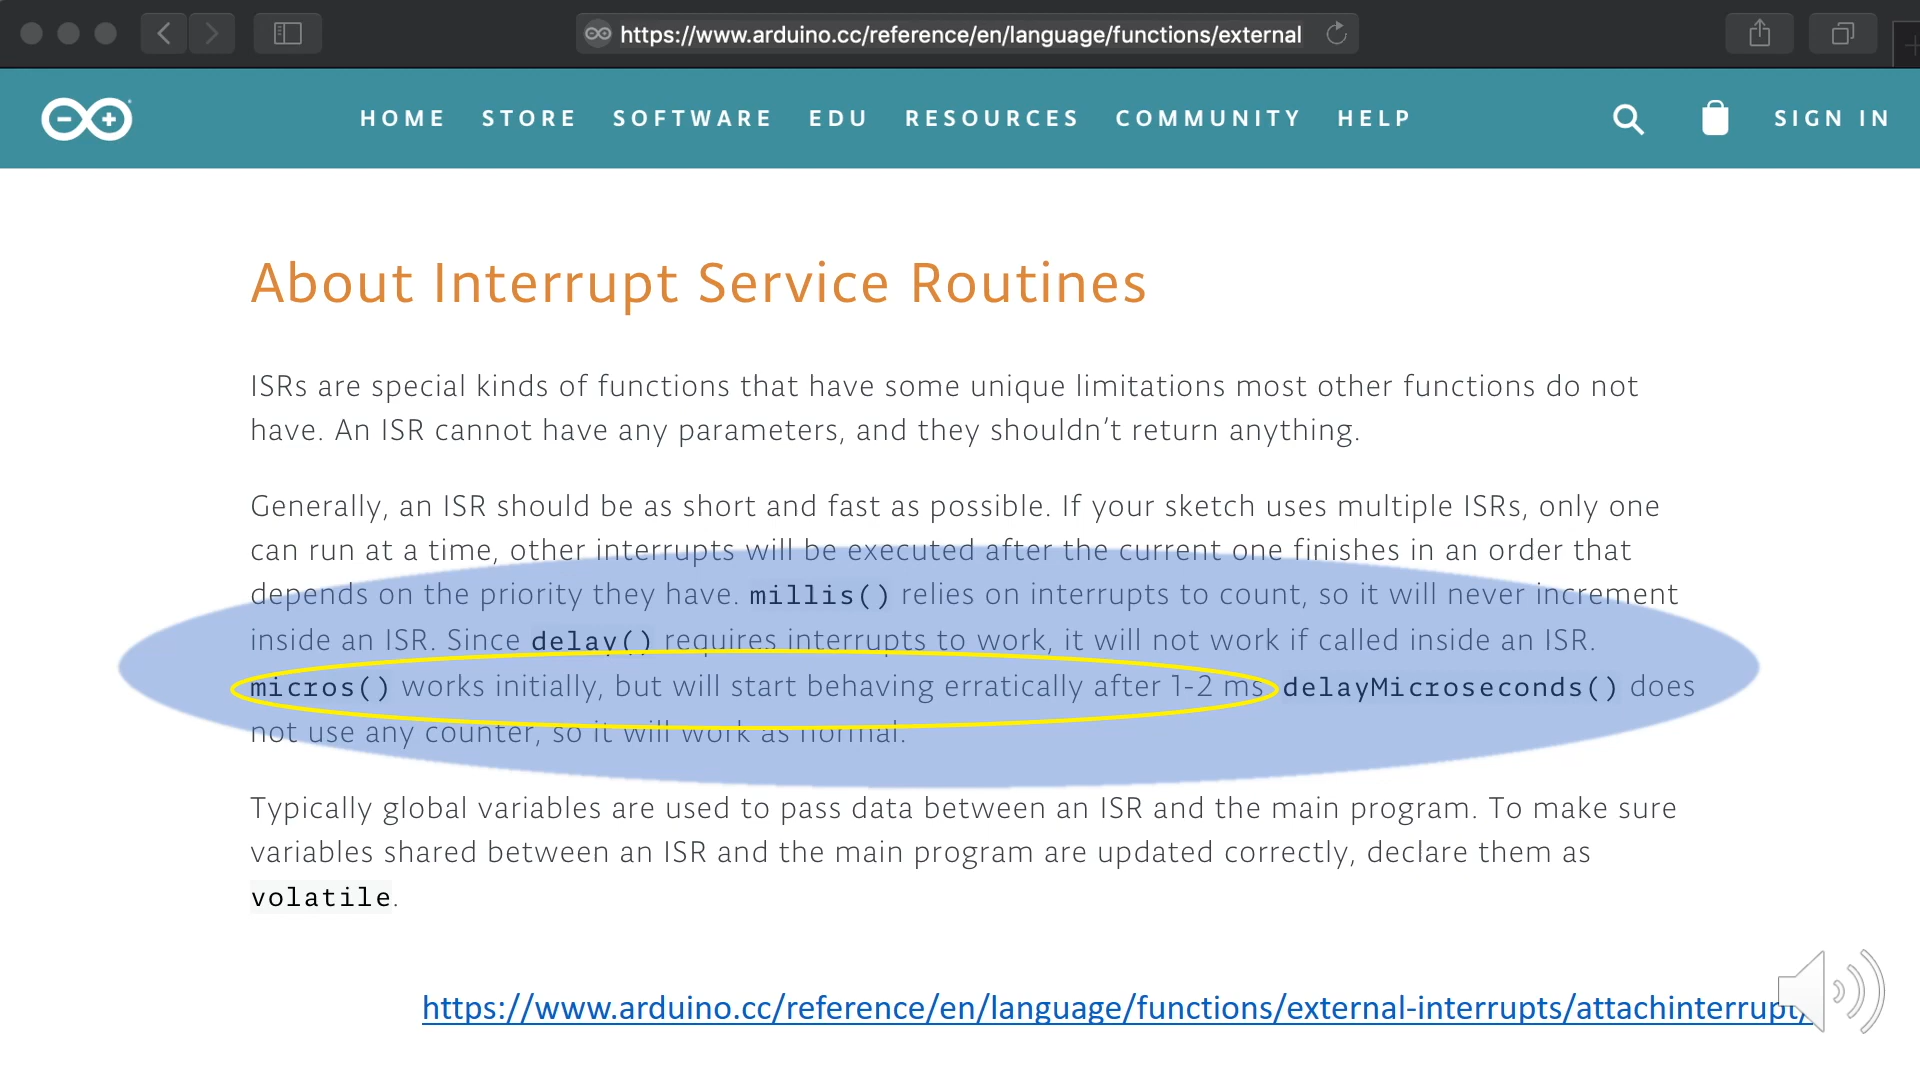 https://www.arduino.cc/reference/en/language/functions/external
HOME STORE SOFTWARE EDU RESOURCES COMMUNITY HELP SIGN IN
About Interrupt Service Routines
ISRs are special kinds of functions that have some unique limitations most other functions do not
have. An ISR cannot have any parameters, and they shouldn’t return anything.
Generally, an ISR should be as short and fast as possible. If your sketch uses multiple ISRs, only one
can run at a time, other interrupts will be executed after the current one finishes in an order that
depends on the priority they have. millis() relies on interrupts to count, so it will never increment
inside an ISR. Since delay() requires interrupts to work, it will not work if called inside an ISR.
micros() works initially, but will start behaving erratically after 1-2 ms delayMicroseconds() does
not use any counter, so it will work as normal.
Typically global variables are used to pass data between an ISR and the main program. To make sure
variables shared between an ISR and the main program are updated correctly, declare them as
volatile.
https://www.arduino.cc/reference/en/language/functions/external-interrupts/attachinterrupt/